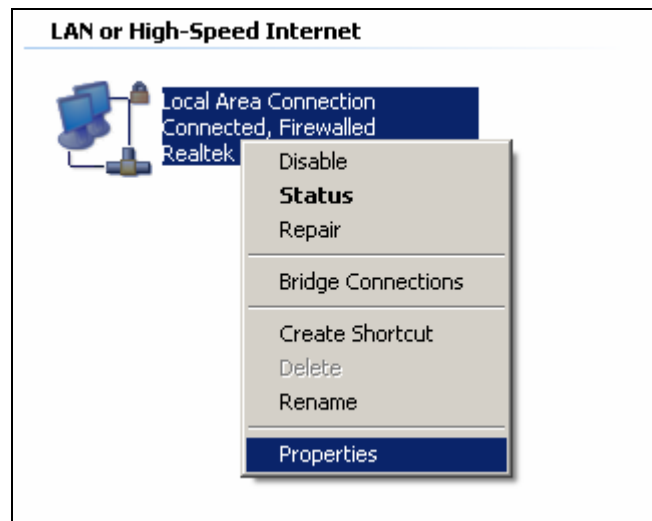 LAN or High-Speed Internet
Local Area Connection
Connected, Firewalled
Realtek
Disable
Status
Repair
Bridge Connections
Create Shortcut
Delete
Rename
Properties